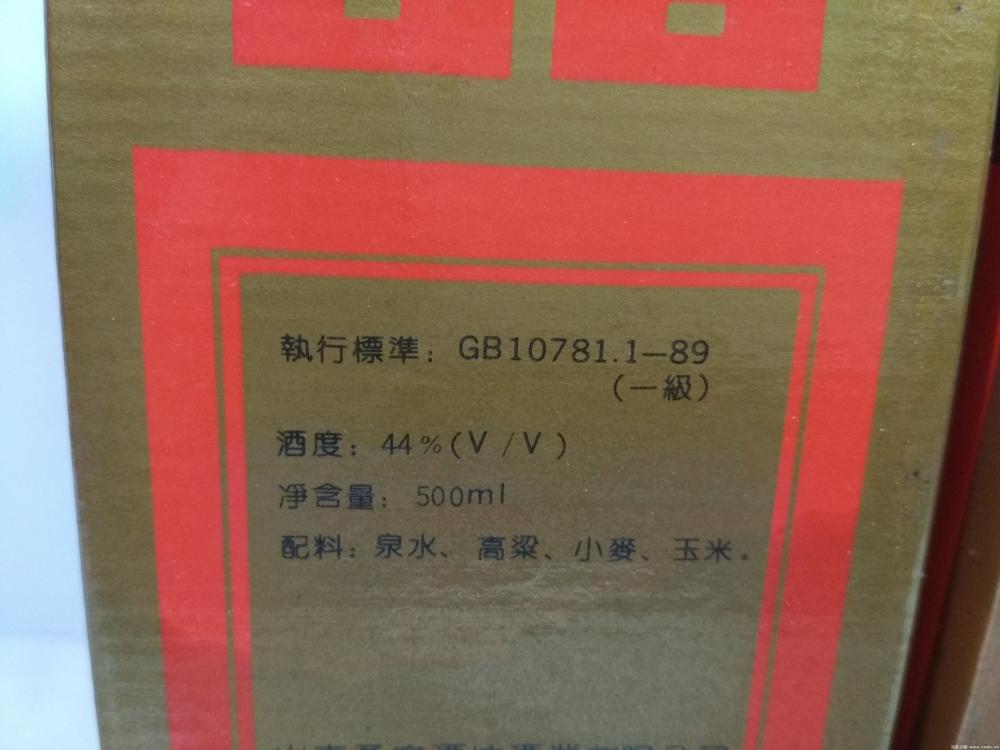 執行標準：GB10781.1—89
（一級）
酒度：44%(V/V)
凈含量：500ml
配料：泉水、高粱、小麥、玉米。